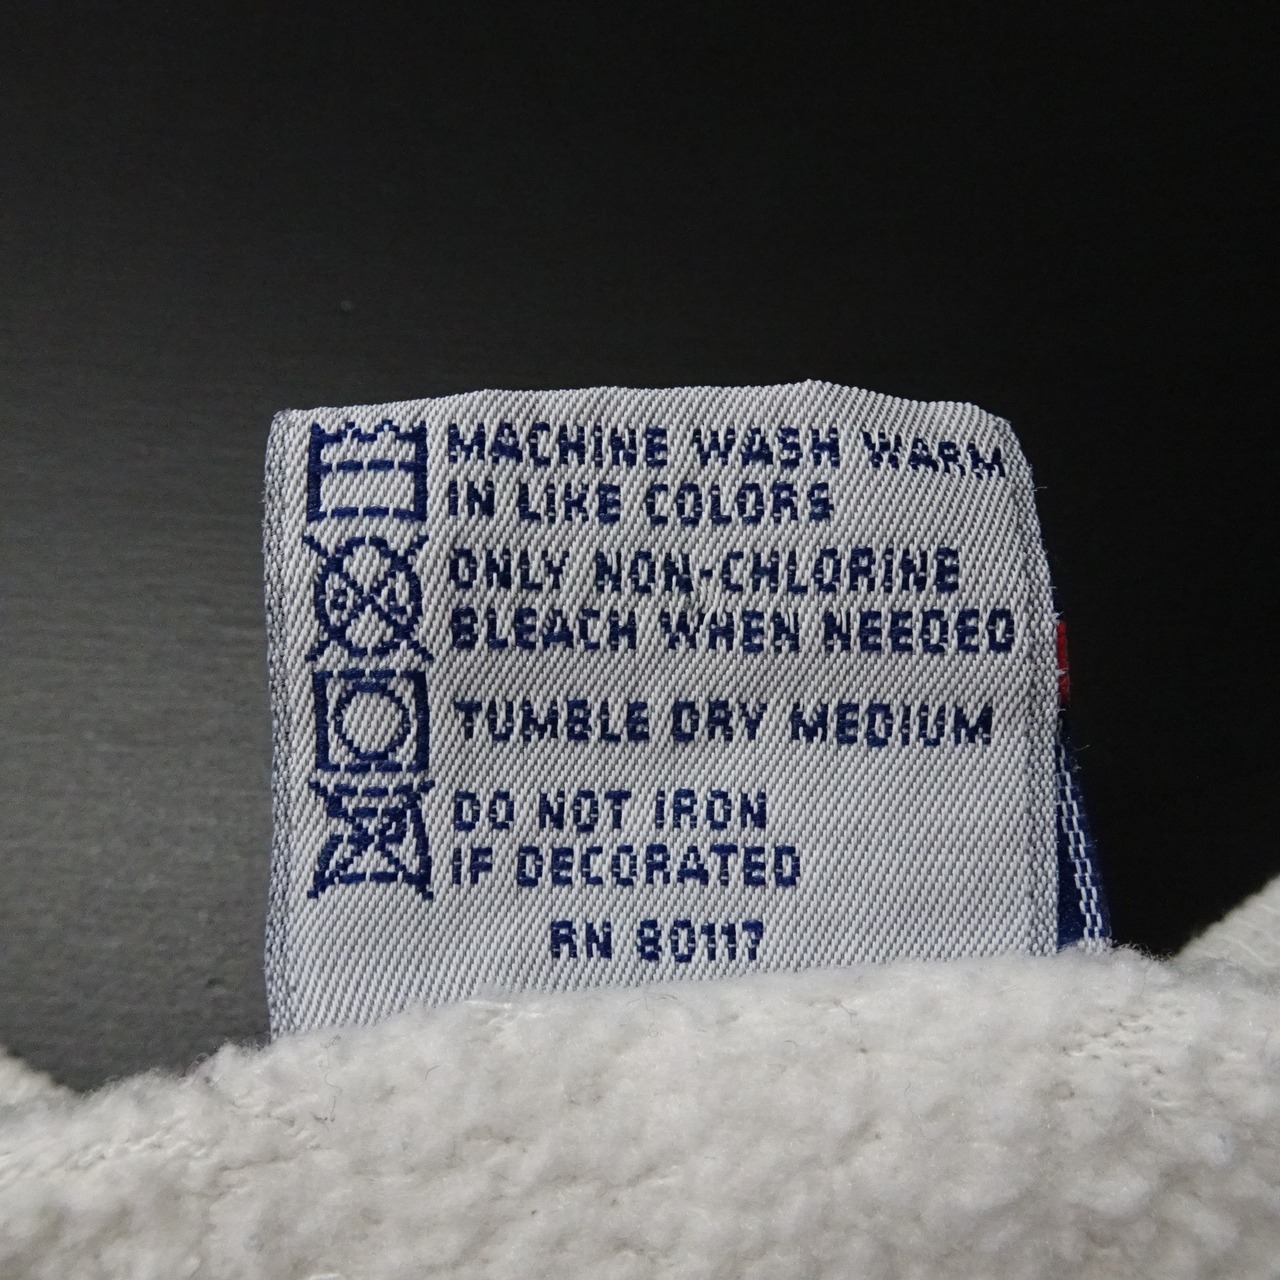 MACHINE WASH WARM
IN LIKE COLORS
ONLY NON-CHLORINE
BLEACH WHEN NEEDED
TUMBLE DRY MEDIUM
DO NOT IRON
IF DECORATED
RN 80117